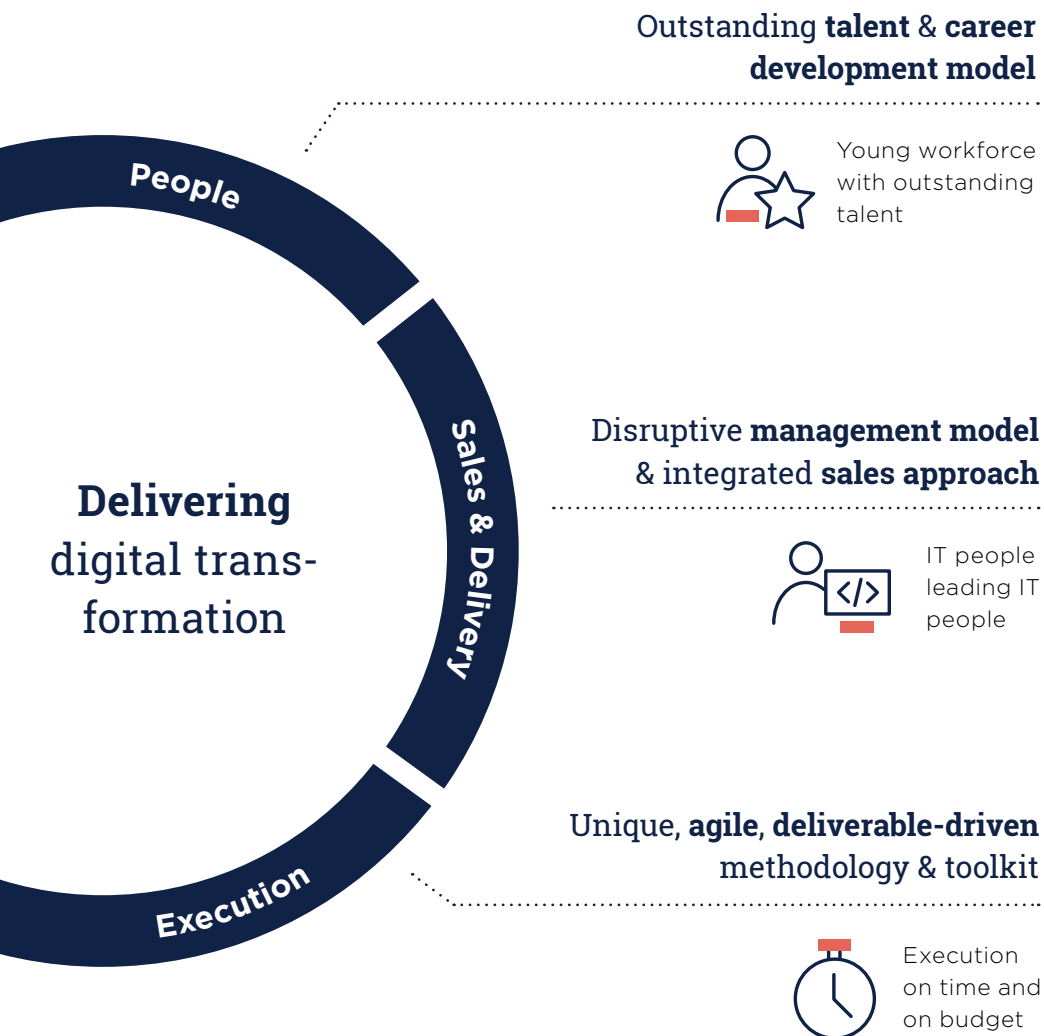 Outstanding talent & career
development model
People
Young workforce
with outstanding
talent
Sales & Delivery
Disruptive management model
& integrated sales approach
Delivering
digital trans-
formation
IT people
leading IT
people
</>
Unique, agile, deliverable-driven
methodology & toolkit
Execution
Execution
on time and
on budget